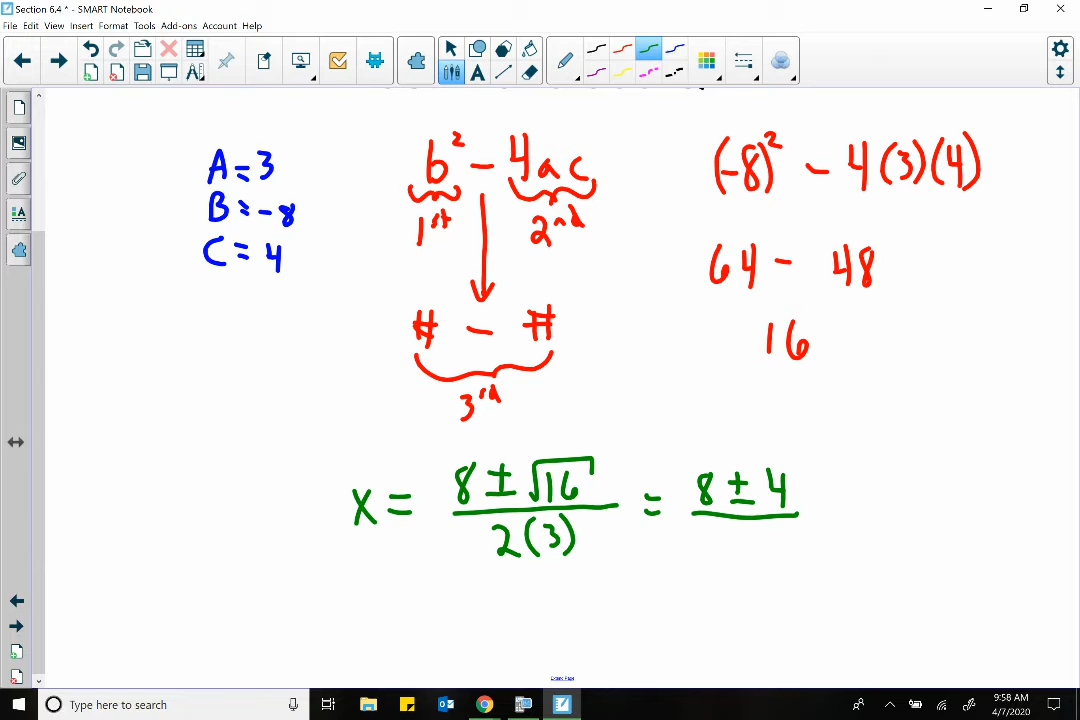 Section 6.4 * - SMART Notebook
File Edit View Insert Format Tools Add-ons Account Help
A = 3
B = -8
C = 4
b² - 4ac
1st 2nd
# - #
3rd
(-8)² - 4(3)(4)
64 - 48
16
x = 8 ± √16 / 2(3) = 8 ± 4
Type here to search
9:58 AM
4/7/2020